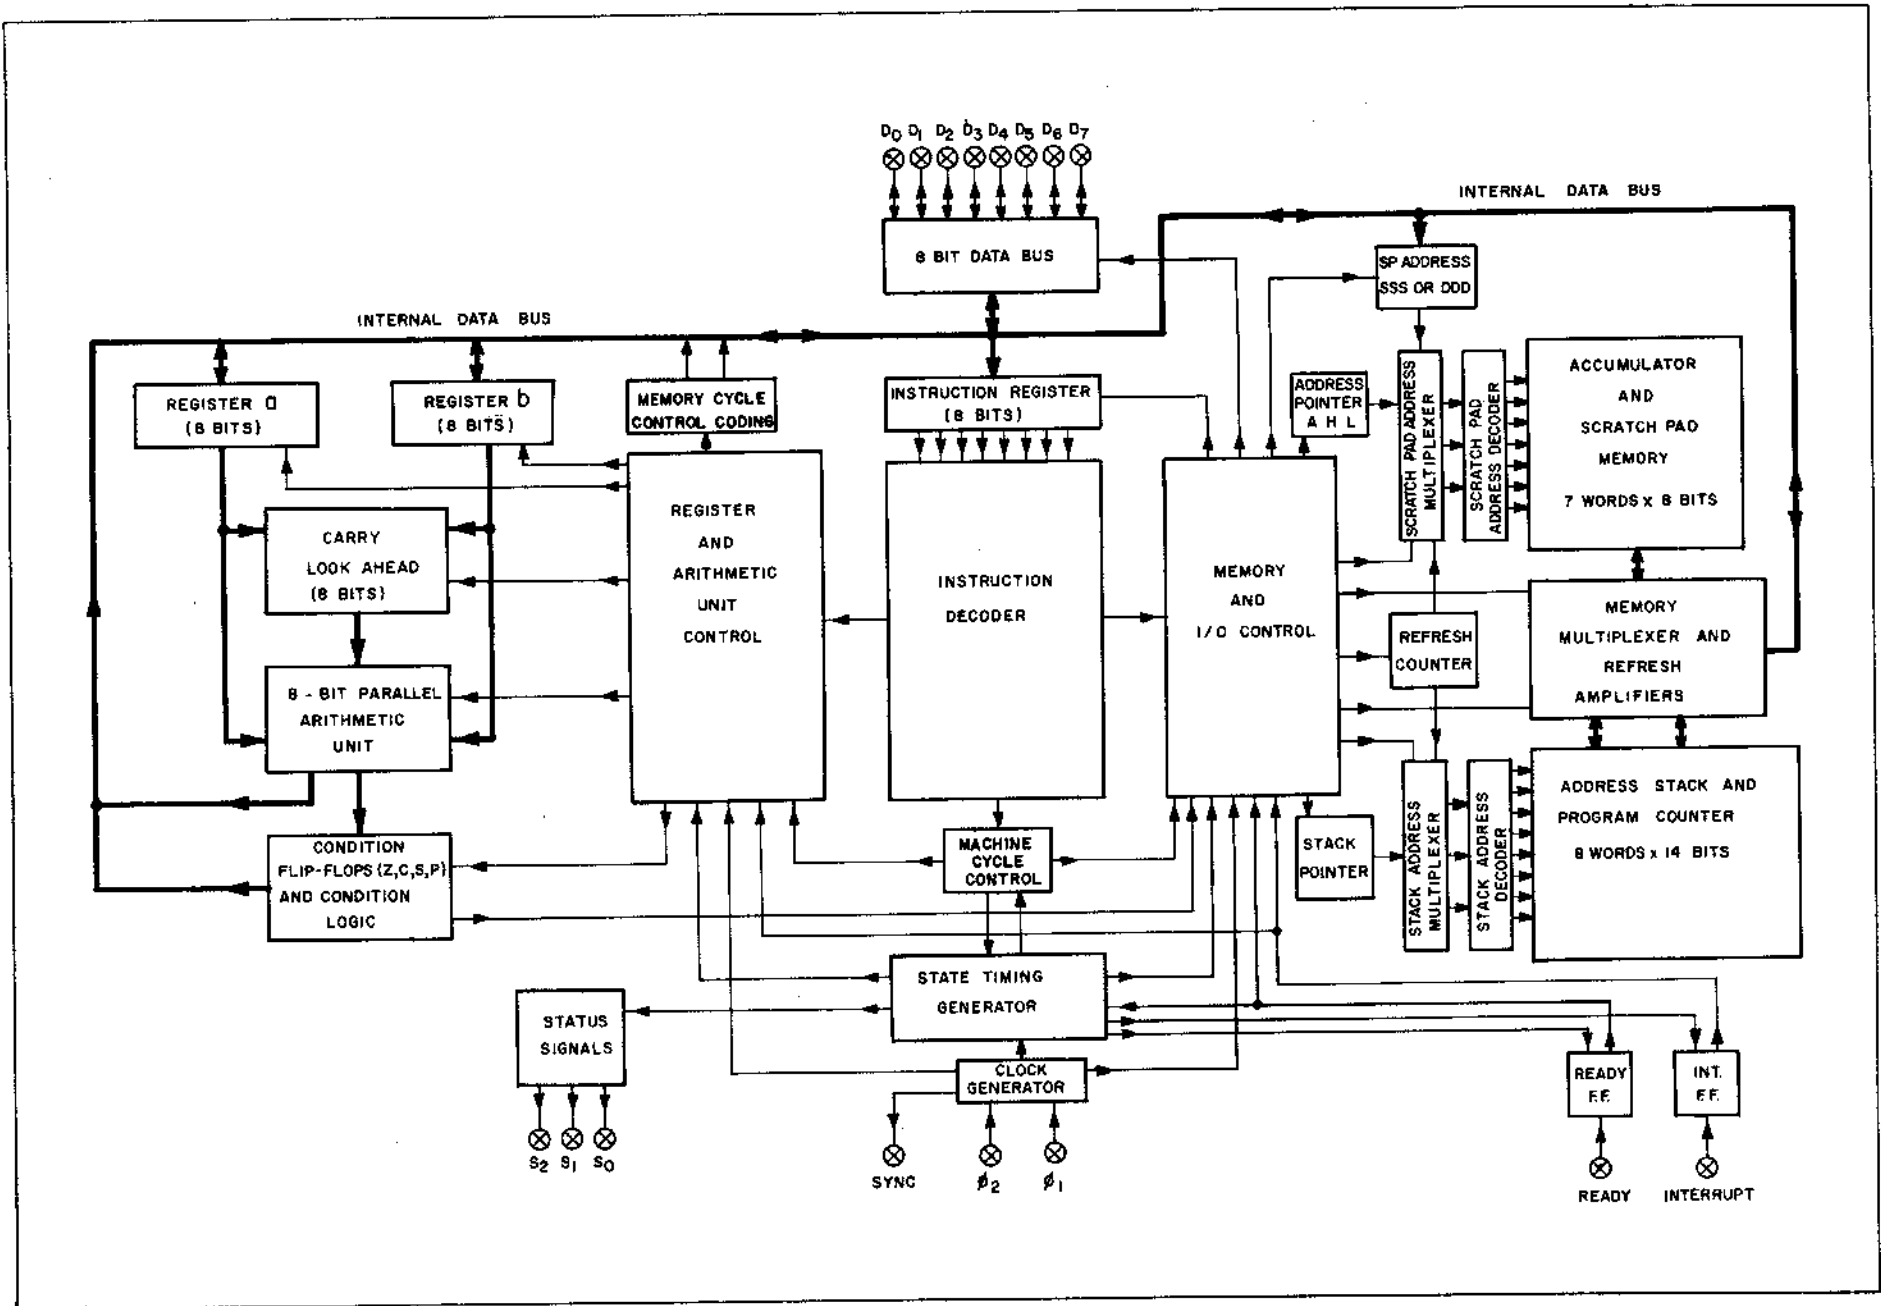 D0 D1 D2 D3 D4 D5 D6 D7
INTERNAL DATA BUS
8 BIT DATA BUS
SP ADDRESS
SSS OR DDD
INTERNAL DATA BUS
REGISTER a
(8 BITS)
REGISTER b
(8 BITS)
MEMORY CYCLE
CONTROL CODING
INSTRUCTION REGISTER
(8 BITS)
ADDRESS
POINTER
A H L
SCRATCH PAD ADDRESS
MULTIPLEXER
SCRATCH PAD
ADDRESS DECODER
ACCUMULATOR
AND
SCRATCH PAD
MEMORY
7 WORDS x 8 BITS
CARRY
LOOK AHEAD
(8 BITS)
REGISTER
AND
ARITHMETIC
UNIT
CONTROL
INSTRUCTION
DECODER
MEMORY
AND
I/O CONTROL
REFRESH
COUNTER
MEMORY
MULTIPLEXER AND
REFRESH
AMPLIFIERS
8-BIT PARALLEL
ARITHMETIC
UNIT
CONDITION
FLIP-FLOPS (Z,C,S,P)
AND CONDITION
LOGIC
MACHINE
CYCLE
CONTROL
STACK
POINTER
STACK ADDRESS
MULTIPLEXER
STACK ADDRESS
DECODER
ADDRESS STACK AND
PROGRAM COUNTER
8 WORDS x 14 BITS
STATE TIMING
GENERATOR
STATUS
SIGNALS
CLOCK
GENERATOR
READY
F.F.
INT.
F.F.
S2 S1 S0
SYNC
ϕ2
ϕ1
READY
INTERRUPT